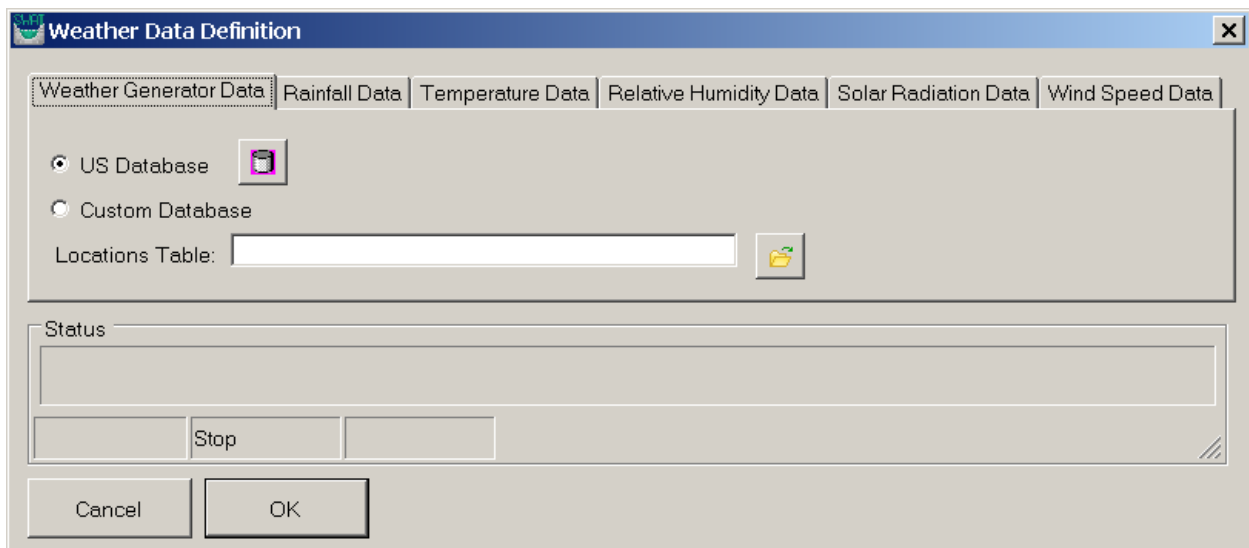 SWAT
Weather Data Definition
Weather Generator Data Rainfall Data Temperature Data Relative Humidity Data Solar Radiation Data Wind Speed Data
US Database
Custom Database
Locations Table:
Status
Stop
Cancel OK